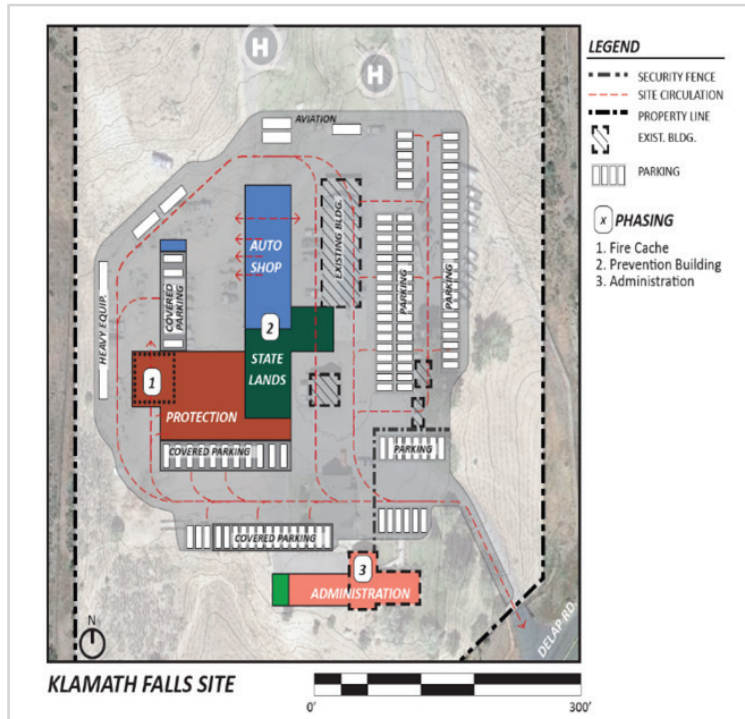 H
H
AVIATION
AUTO
SHOP
EXISTING BLDG.
PARKING
PARKING
HEAVY EQUIP.
COVERED PARKING
2
STATE
LANDS
1
PROTECTION
COVERED PARKING
PARKING
COVERED PARKING
3
ADMINISTRATION
DELAP RD.
N
KLAMATH FALLS SITE
0'
300'
LEGEND
SECURITY FENCE
SITE CIRCULATION
PROPERTY LINE
EXIST. BLDG.
PARKING
x PHASING
1. Fire Cache
2. Prevention Building
3. Administration